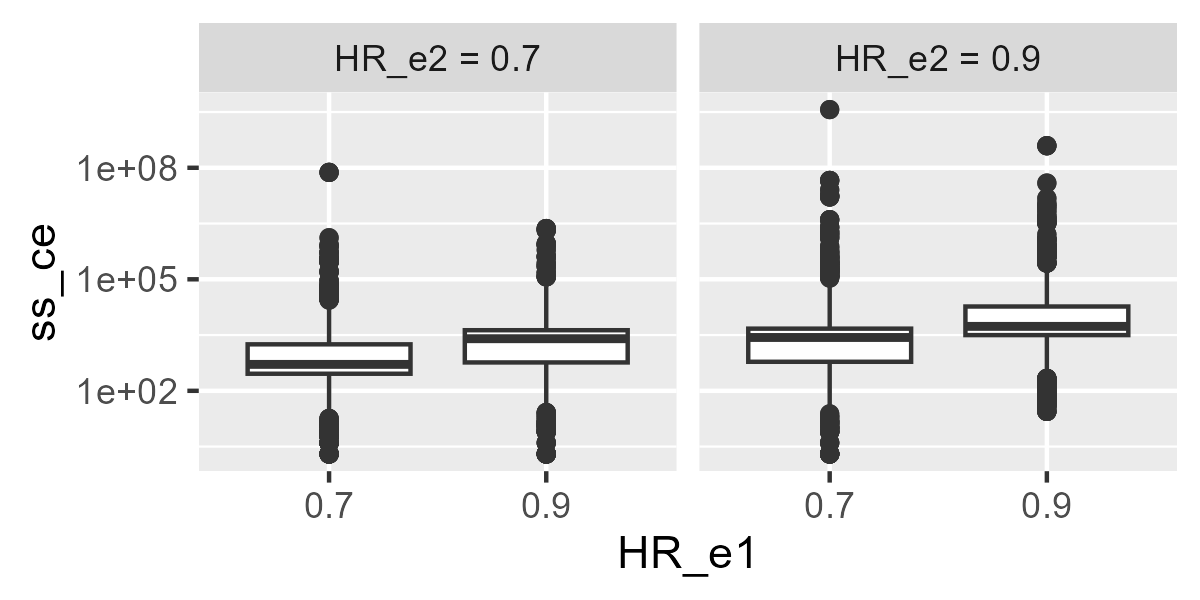 HR_e2 = 0.7
HR_e2 = 0.9
ss_ce
1e+08
1e+05
1e+02
0.7
0.9
0.7
0.9
HR_e1